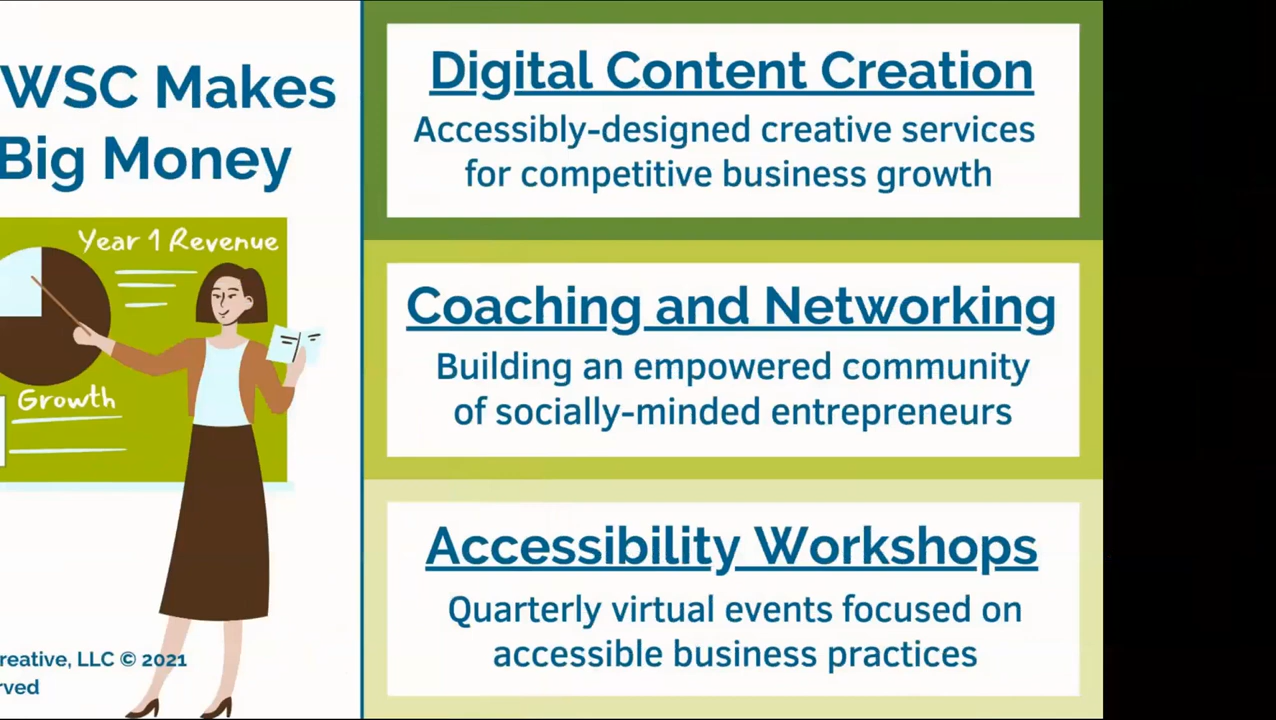 WSC Makes
Big Money
Year 1 Revenue
Growth
reative, LLC © 2021
rved
Digital Content Creation
Accessibly-designed creative services
for competitive business growth
Coaching and Networking
Building an empowered community
of socially-minded entrepreneurs
Accessibility Workshops
Quarterly virtual events focused on
accessible business practices